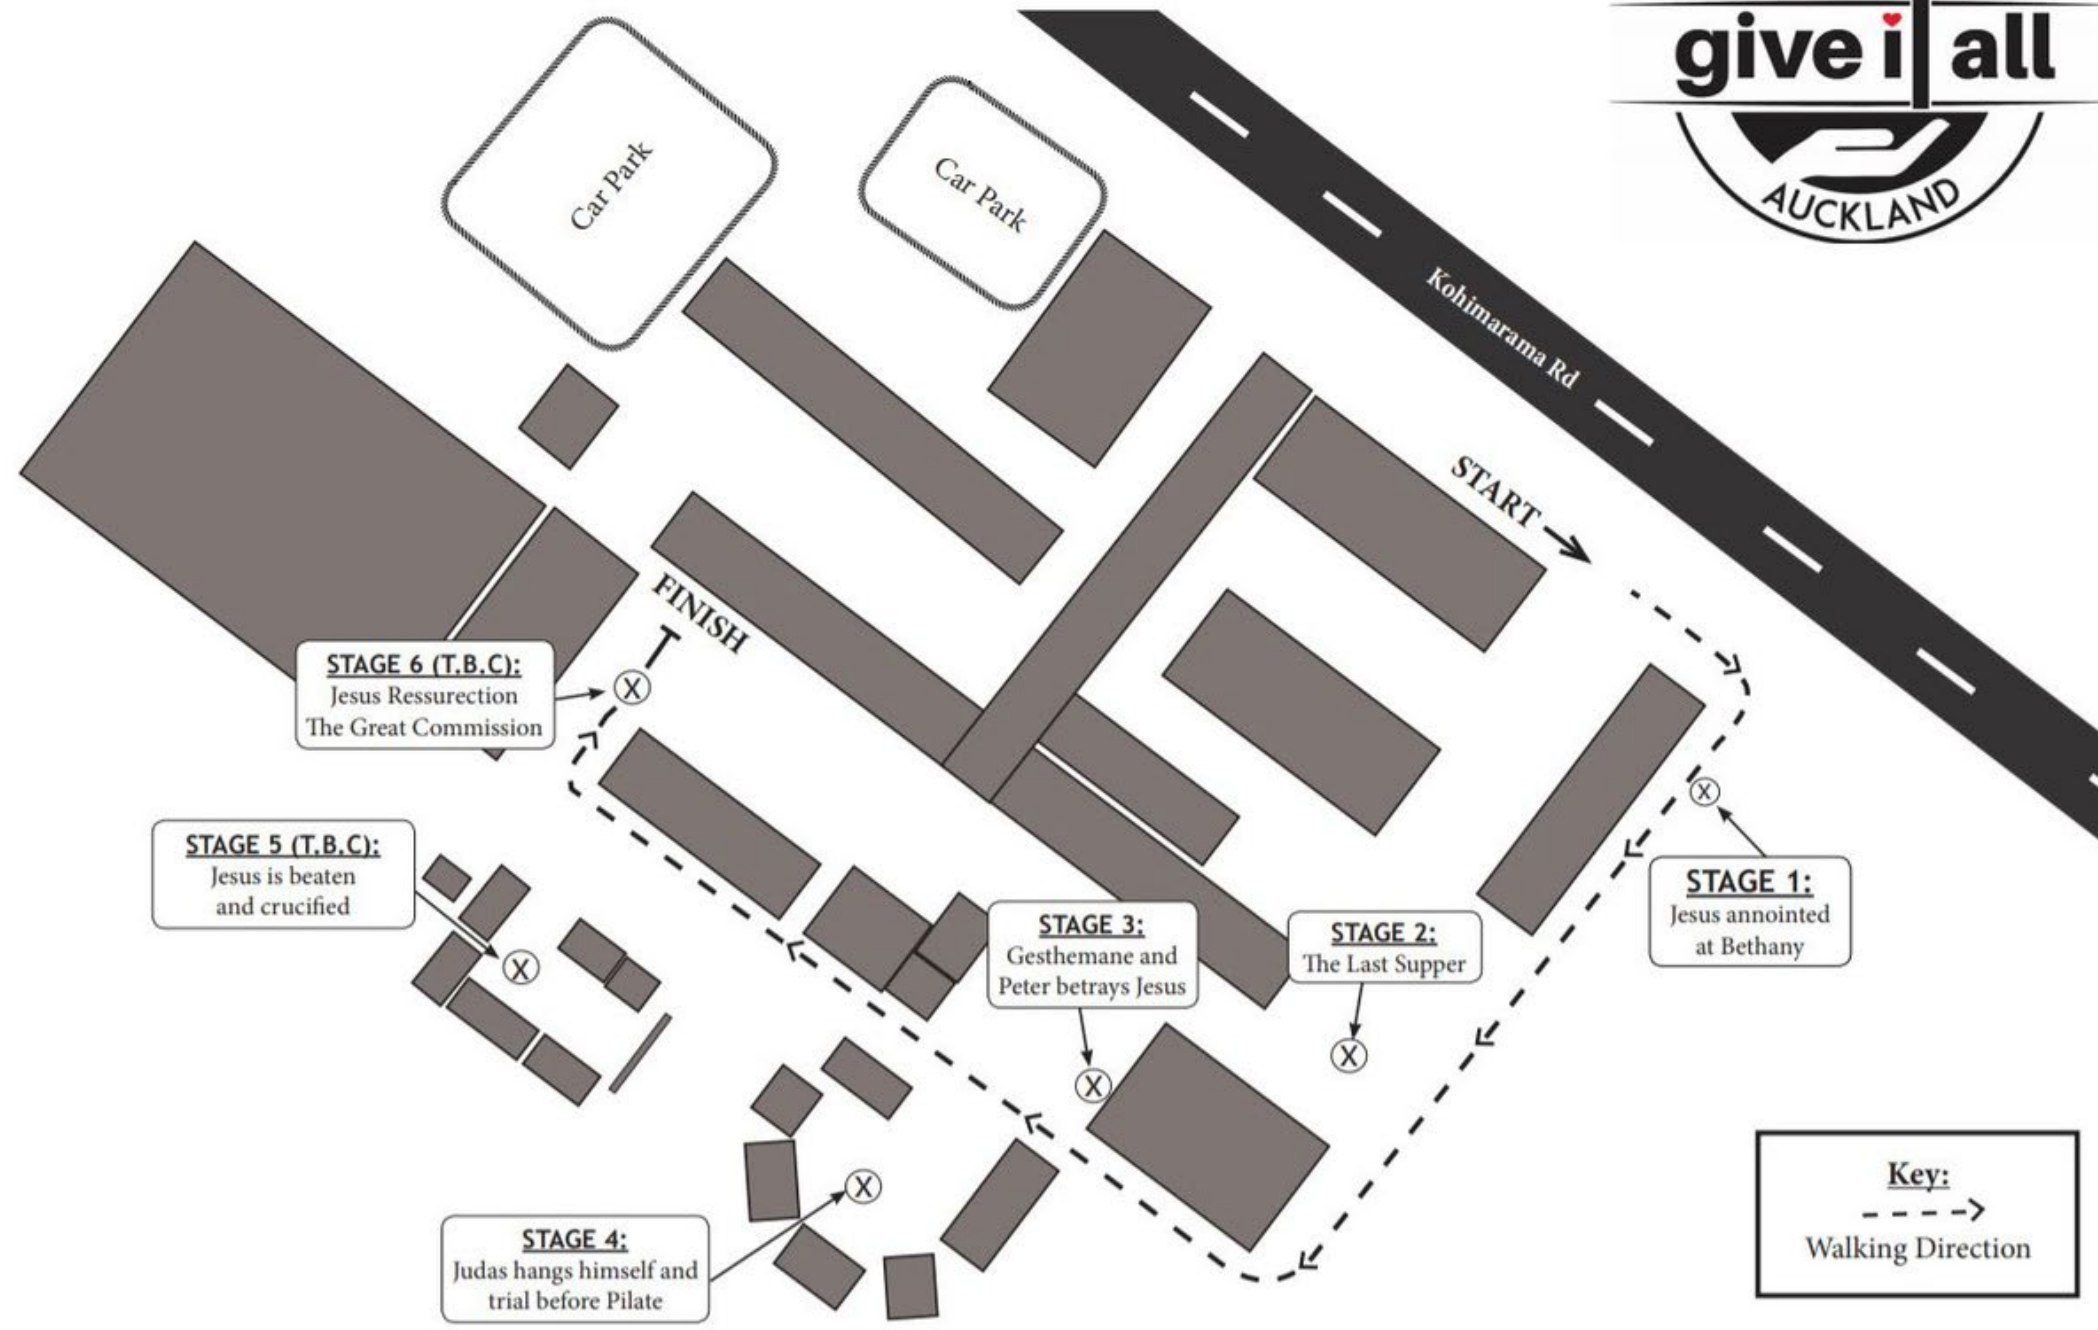 give it all
AUCKLAND
Car Park
Car Park
Kohimarama Rd
START
FINISH
STAGE 6 (T.B.C):
Jesus Ressurection
The Great Commission
X
STAGE 5 (T.B.C):
Jesus is beaten
and crucified
X
STAGE 3:
Gesthemane and
Peter betrays Jesus
X
STAGE 2:
The Last Supper
X
STAGE 1:
Jesus annointed
at Bethany
X
STAGE 4:
Judas hangs himself and
trial before Pilate
X
Key:
Walking Direction